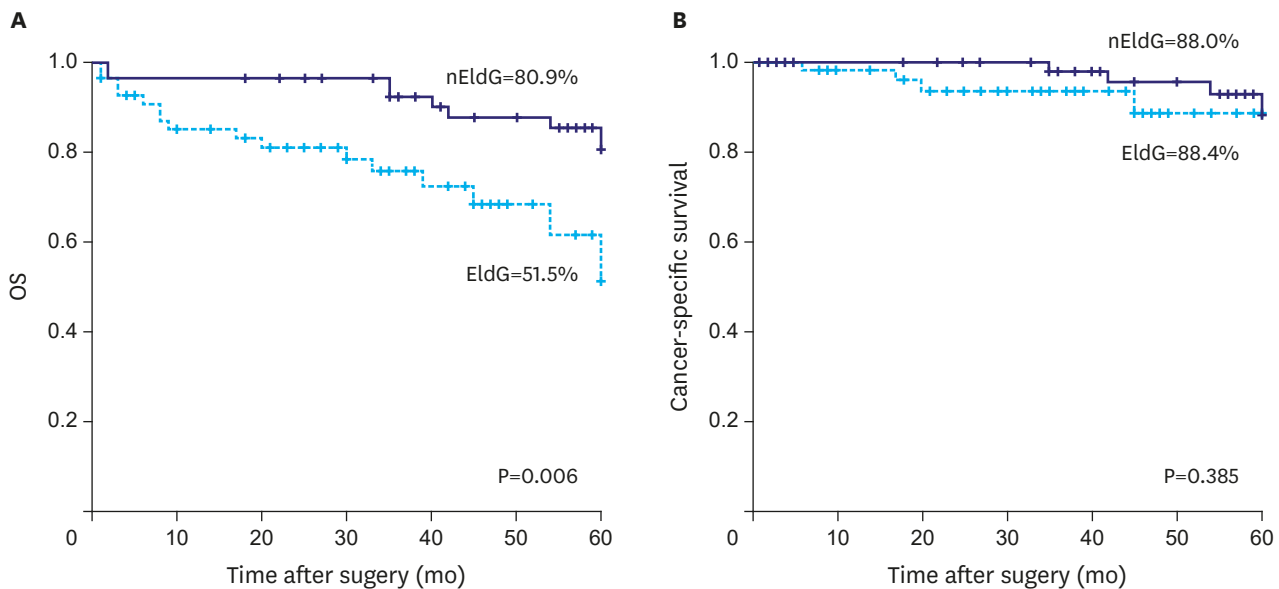 A
1.0
0.8
0.6
0.4
0.2
0
10
20
30
40
50
60
OS
Time after sugery (mo)
nEldG=80.9%
EldG=51.5%
P=0.006
B
1.0
0.8
0.6
0.4
0.2
0
10
20
30
40
50
60
Cancer-specific survival
Time after sugery (mo)
nEldG=88.0%
EldG=88.4%
P=0.385